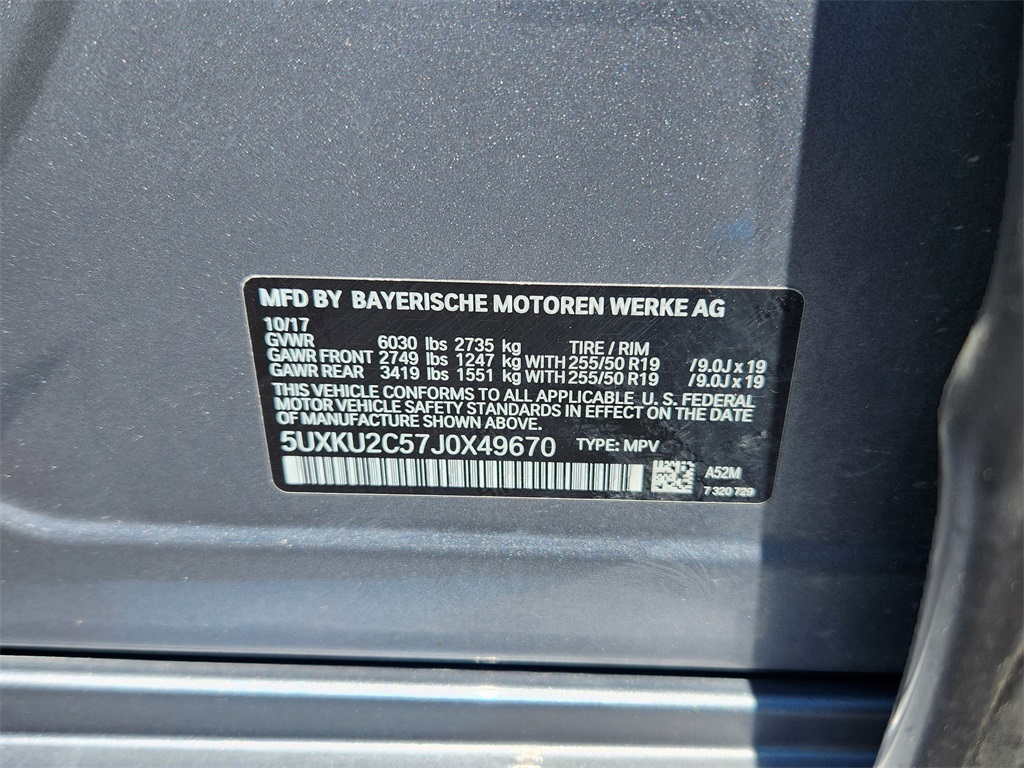 MFD BY BAYERISCHE MOTOREN WERKE AG
10/17
GVWR 6030 lbs 2735 kg TIRE / RIM
GAWR FRONT 2749 lbs 1247 kg WITH 255/50 R19 /9.0J x 19
GAWR REAR 3419 lbs 1551 kg WITH 255/50 R19 /9.0J x 19
THIS VEHICLE CONFORMS TO ALL APPLICABLE U. S. FEDERAL
MOTOR VEHICLE SAFETY STANDARDS IN EFFECT ON THE DATE
OF MANUFACTURE SHOWN ABOVE.
5UXKU2C57J0X49670 TYPE: MPV
A52M
7 320 729